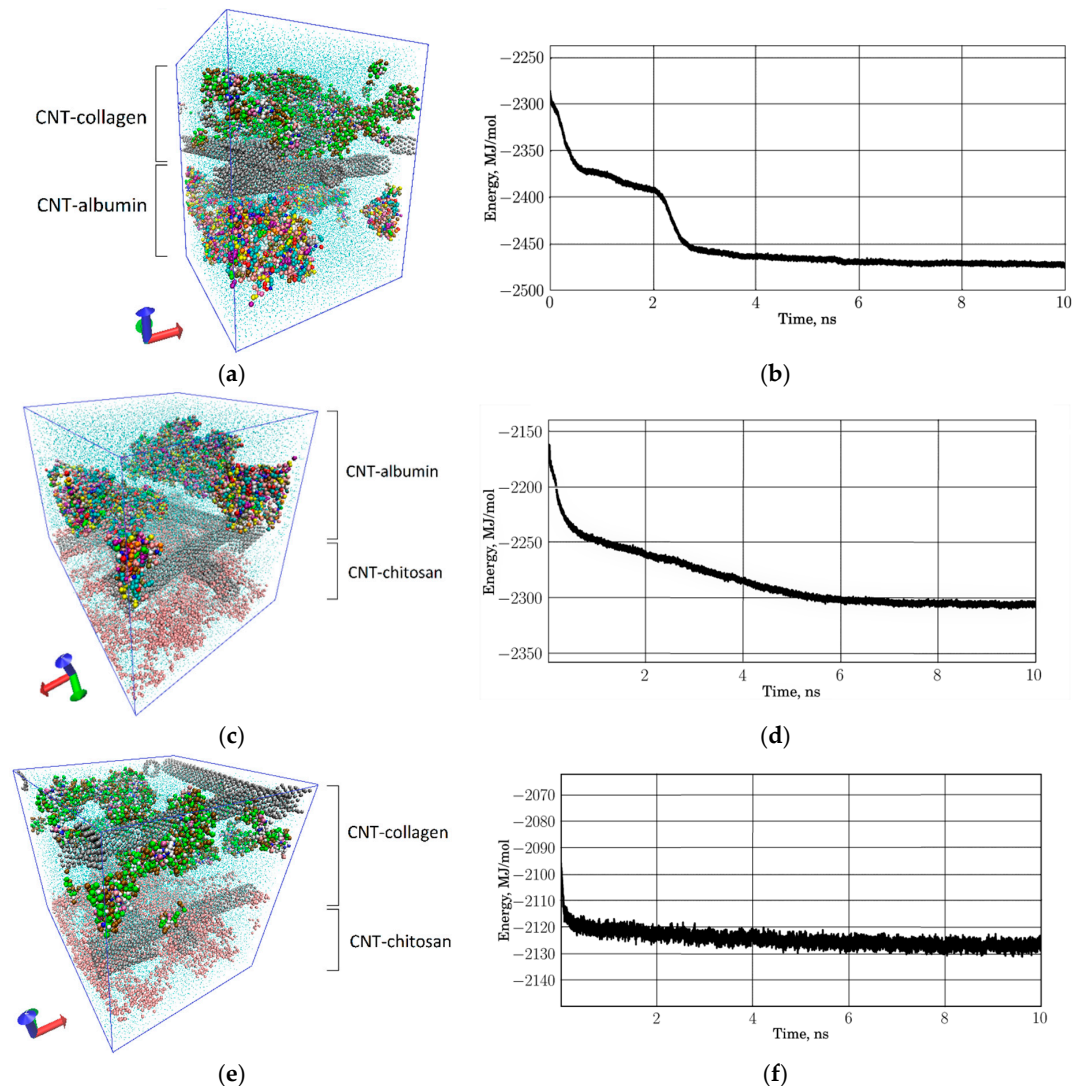 CNT-collagen
CNT-albumin
(a)
Energy, MJ/mol
−2250
−2300
−2350
−2400
−2450
−2500
0
2
4
6
8
10
Time, ns
(b)
CNT-albumin
CNT-chitosan
(c)
Energy, MJ/mol
−2150
−2200
−2250
−2300
−2350
2
4
6
8
10
Time, ns
(d)
CNT-collagen
CNT-chitosan
(e)
Energy, MJ/mol
−2070
−2080
−2090
−2100
−2110
−2120
−2130
−2140
2
4
6
8
10
Time, ns
(f)